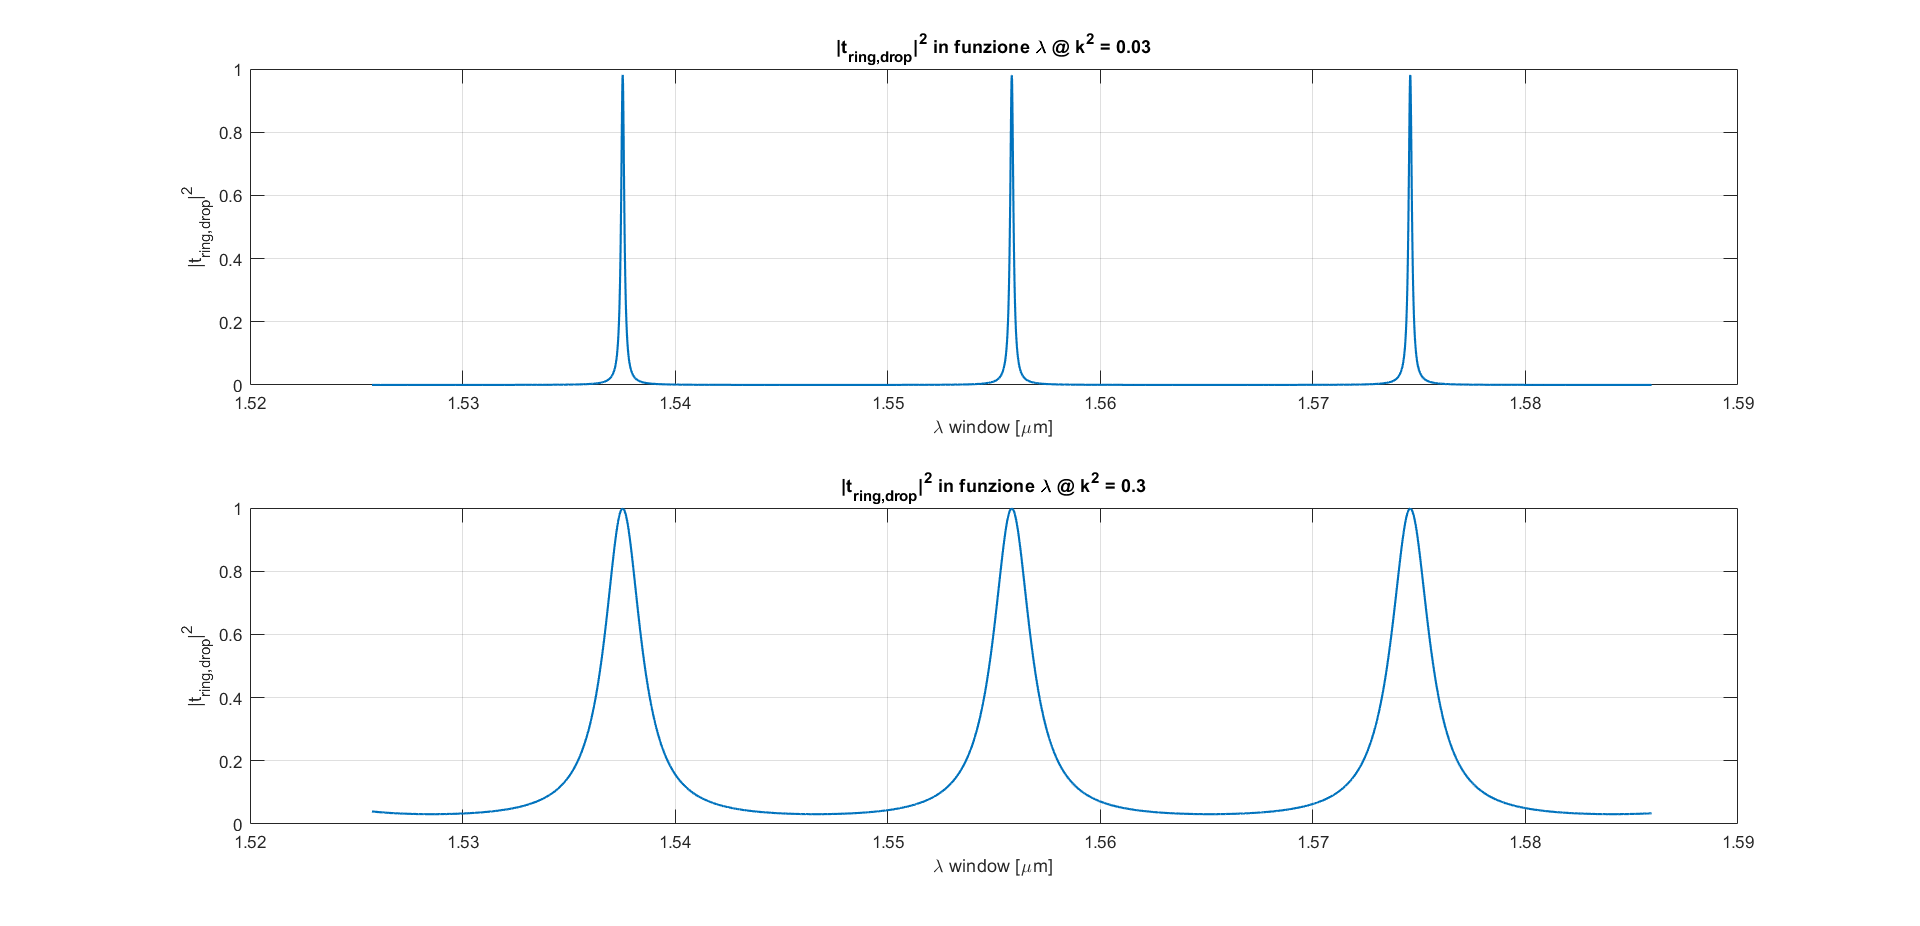 |t_ring,drop|^2 in funzione λ @ k^2 = 0.03
|t_ring,drop|^2
1
0.8
0.6
0.4
0.2
0
1.52 1.53 1.54 1.55 1.56 1.57 1.58 1.59
λ window [μm]
|t_ring,drop|^2 in funzione λ @ k^2 = 0.3
|t_ring,drop|^2
1
0.8
0.6
0.4
0.2
0
1.52 1.53 1.54 1.55 1.56 1.57 1.58 1.59
λ window [μm]